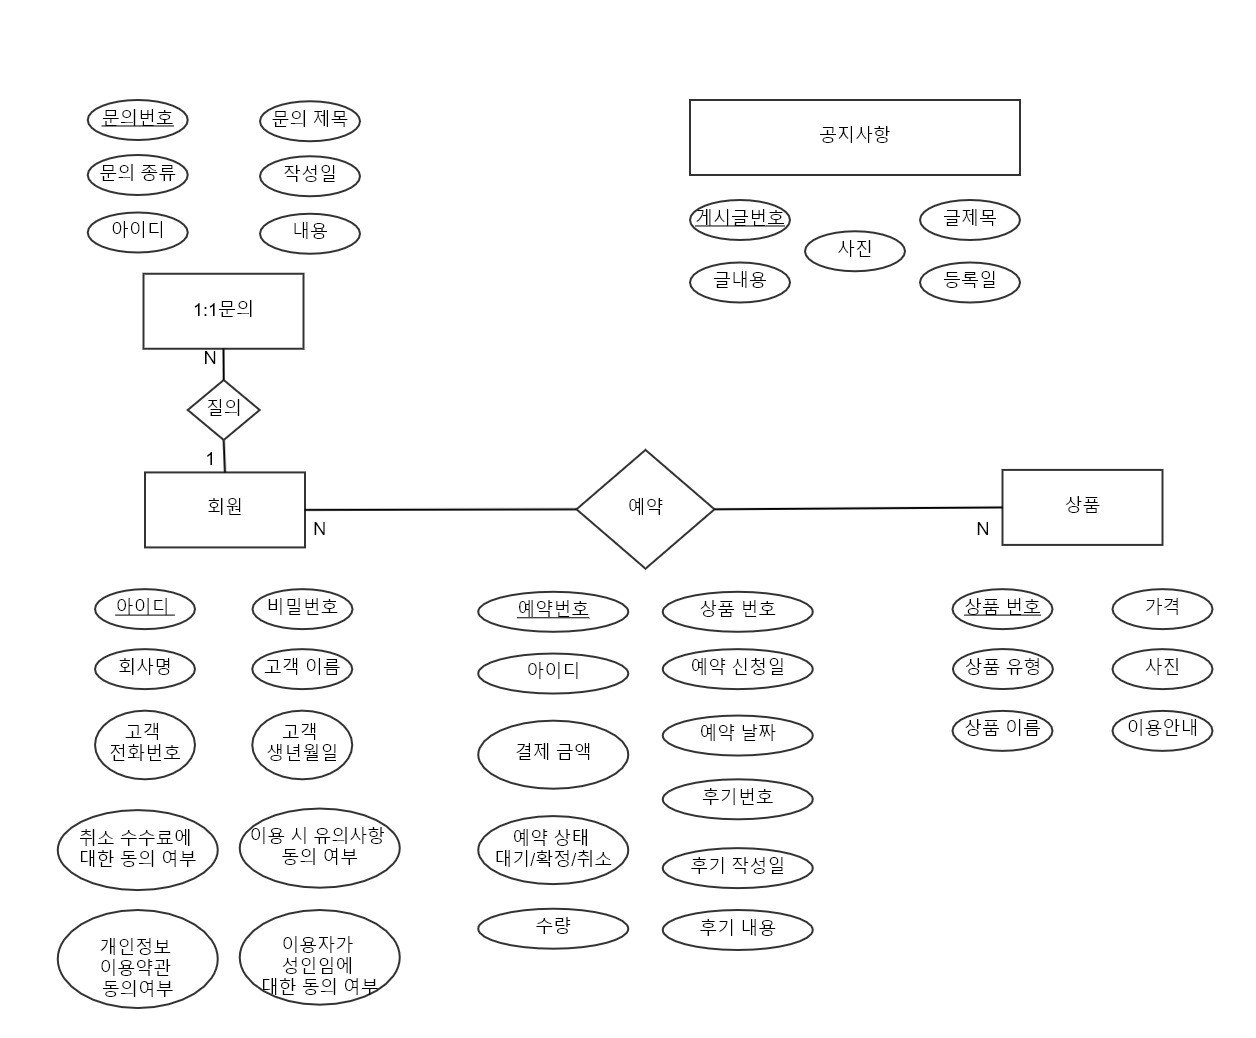 문의번호
문의 제목
문의 종류
작성일
아이디
내용
1:1문의
N
질의
1
회원
N
예약
N
상품
공지사항
게시글번호
글제목
사진
글내용
등록일
아이디
비밀번호
회사명
고객 이름
고객
전화번호
고객
생년월일
취소 수수료에
대한 동의 여부
이용 시 유의사항
동의 여부
개인정보
이용약관
동의여부
이용자가
성인임에
대한 동의 여부
예약번호
상품 번호
아이디
예약 신청일
결제 금액
예약 날짜
후기번호
예약 상태
대기/확정/취소
후기 작성일
수량
후기 내용
상품 번호
가격
상품 유형
사진
상품 이름
이용안내